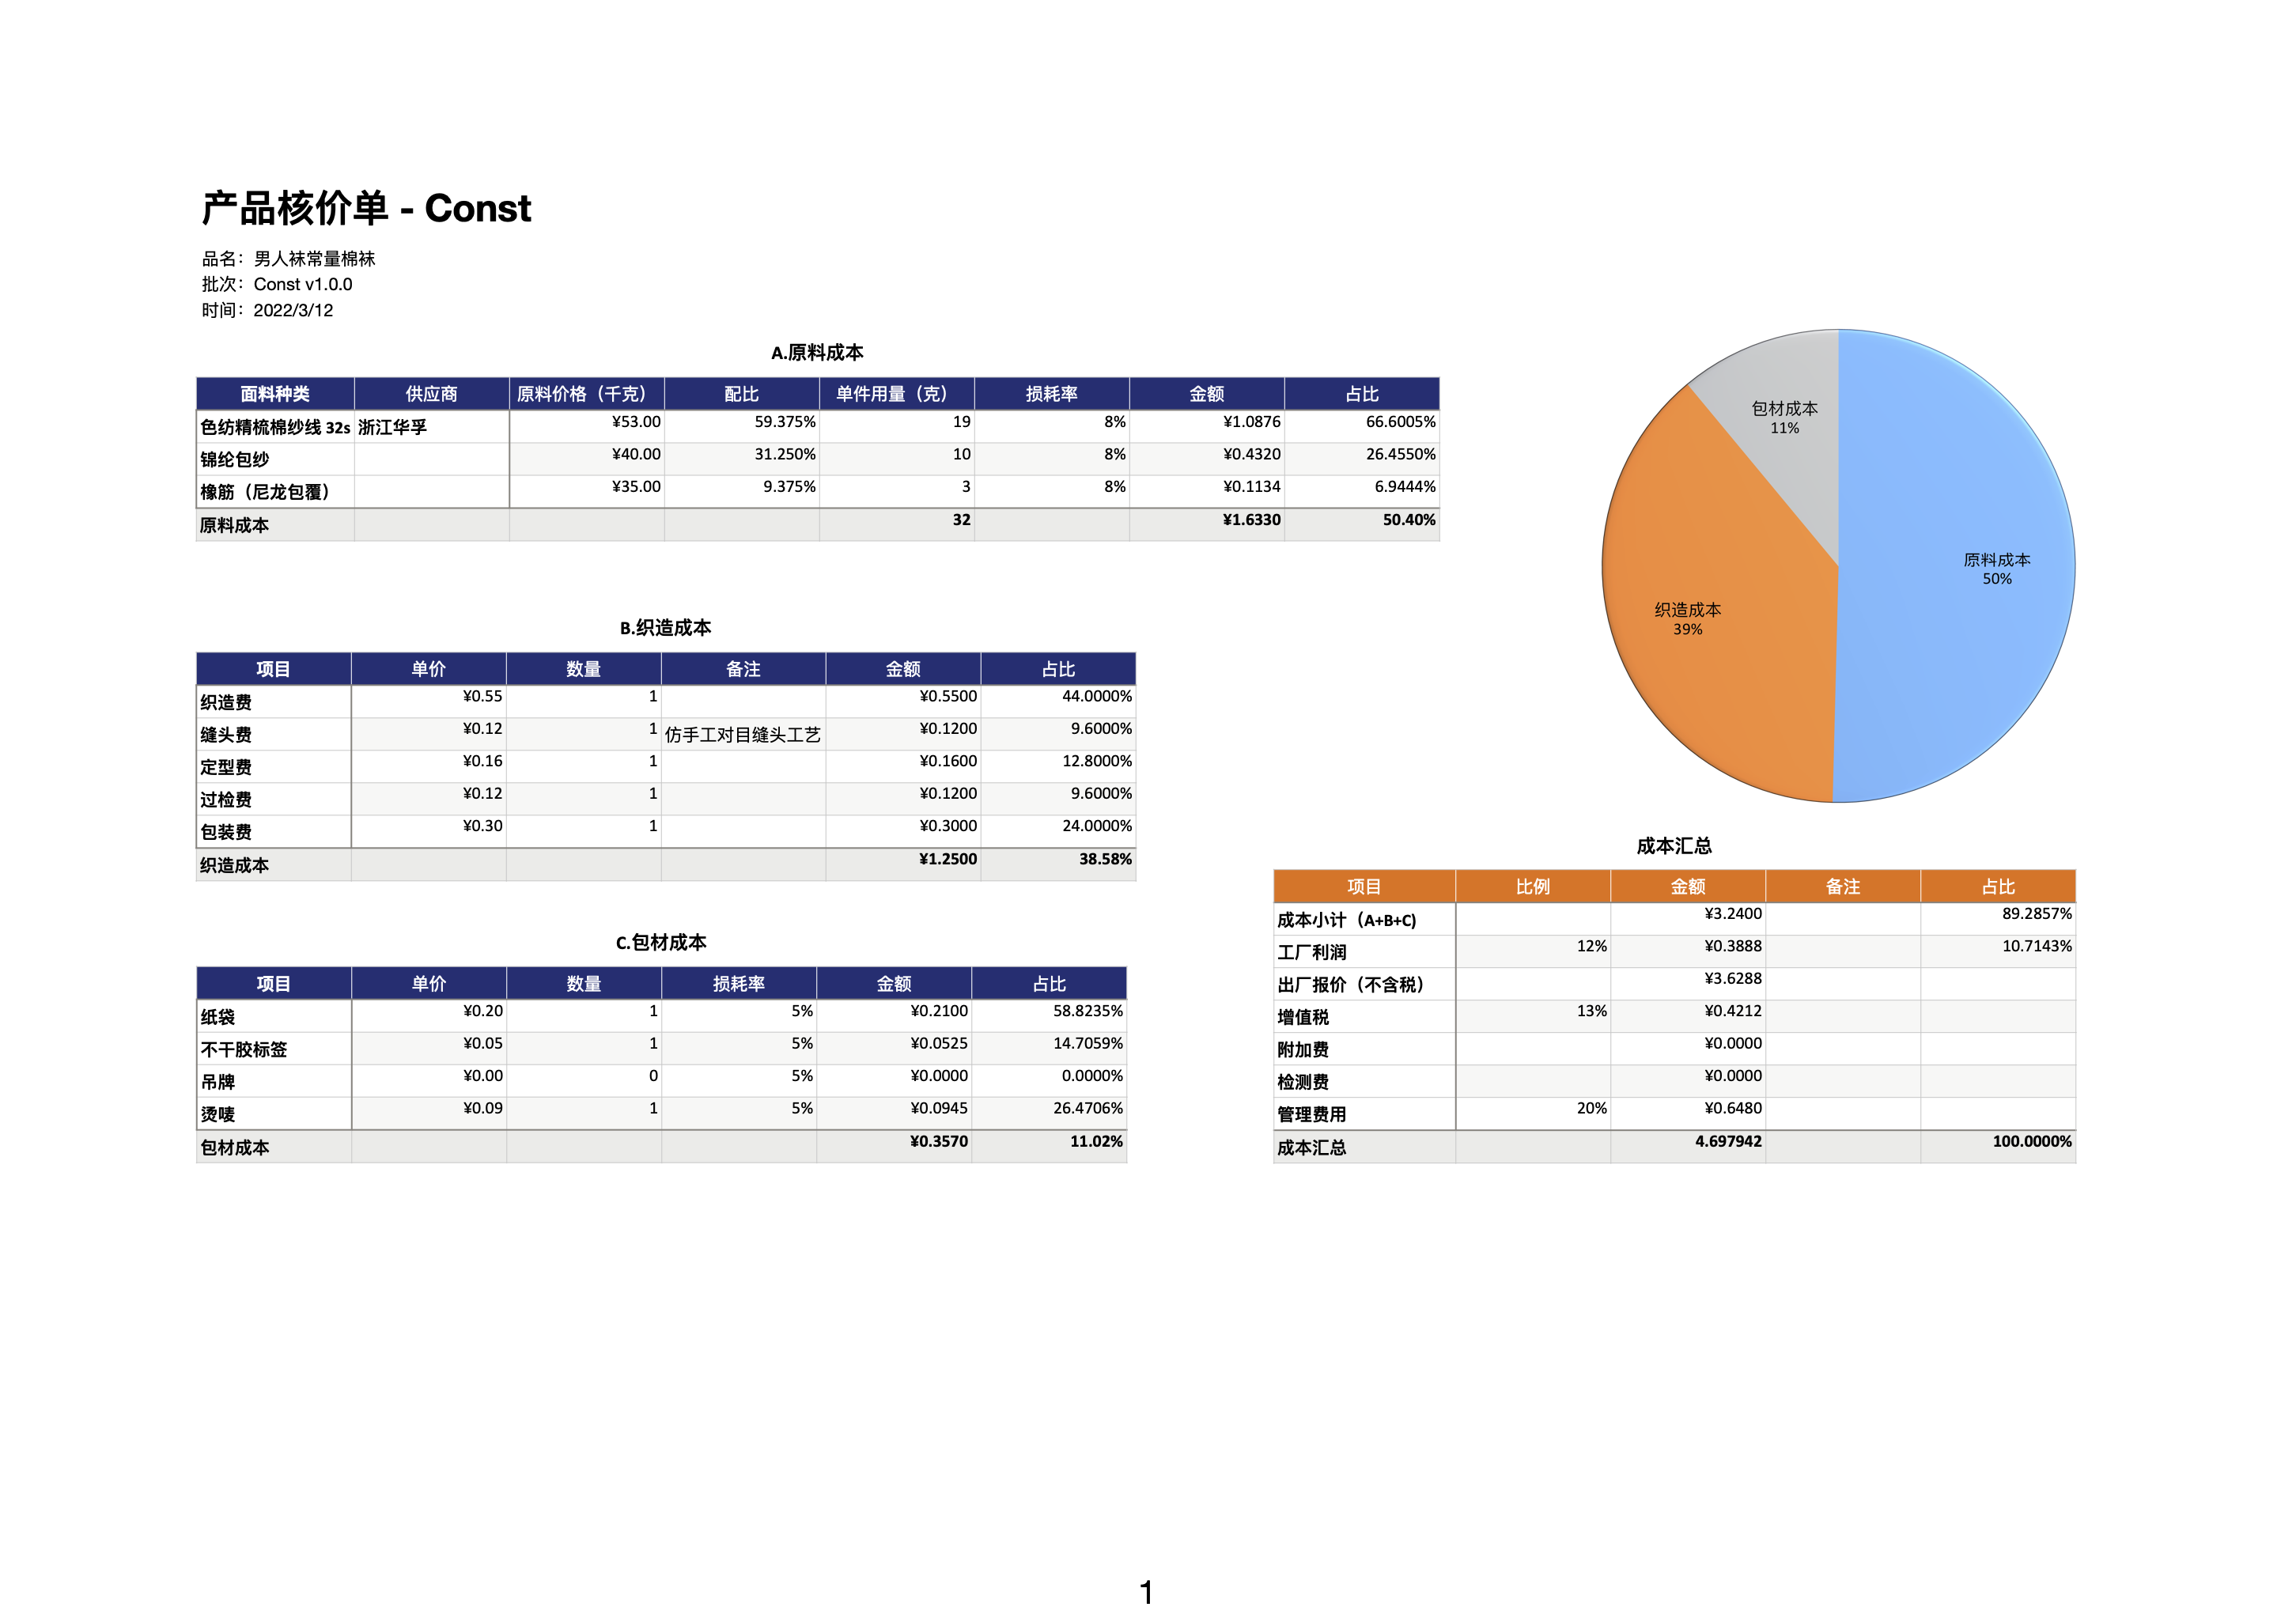 产品核价单 - Const
品名：男人袜常量棉袜
批次：Const v1.0.0
时间：2022/3/12
A.原料成本
面料种类 供应商 原料价格（千克） 配比 单件用量（克） 损耗率 金额 占比
色纺精梳棉纱线 32s 浙江华孚 ¥53.00 59.375% 19 8% ¥1.0876 66.6005%
锦纶包纱 ¥40.00 31.250% 10 8% ¥0.4320 26.4550%
橡筋（尼龙包覆） ¥35.00 9.375% 3 8% ¥0.1134 6.9444%
原料成本 32 ¥1.6330 50.40%
B.织造成本
项目 单价 数量 备注 金额 占比
织造费 ¥0.55 1 ¥0.5500 44.0000%
缝头费 ¥0.12 1 仿手工对目缝头工艺 ¥0.1200 9.6000%
定型费 ¥0.16 1 ¥0.1600 12.8000%
过检费 ¥0.12 1 ¥0.1200 9.6000%
包装费 ¥0.30 1 ¥0.3000 24.0000%
织造成本 ¥1.2500 38.58%
C.包材成本
项目 单价 数量 损耗率 金额 占比
纸袋 ¥0.20 1 5% ¥0.2100 58.8235%
不干胶标签 ¥0.05 1 5% ¥0.0525 14.7059%
吊牌 ¥0.00 0 5% ¥0.0000 0.0000%
烫唛 ¥0.09 1 5% ¥0.0945 26.4706%
包材成本 ¥0.3570 11.02%
包材成本
11%
原料成本
50%
织造成本
39%
成本汇总
项目 比例 金额 备注 占比
成本小计（A+B+C） ¥3.2400 89.2857%
工厂利润 12% ¥0.3888 10.7143%
出厂报价（不含税） ¥3.6288
增值税 13% ¥0.4212
附加费 ¥0.0000
检测费 ¥0.0000
管理费用 20% ¥0.6480
成本汇总 4.697942 100.0000%
1